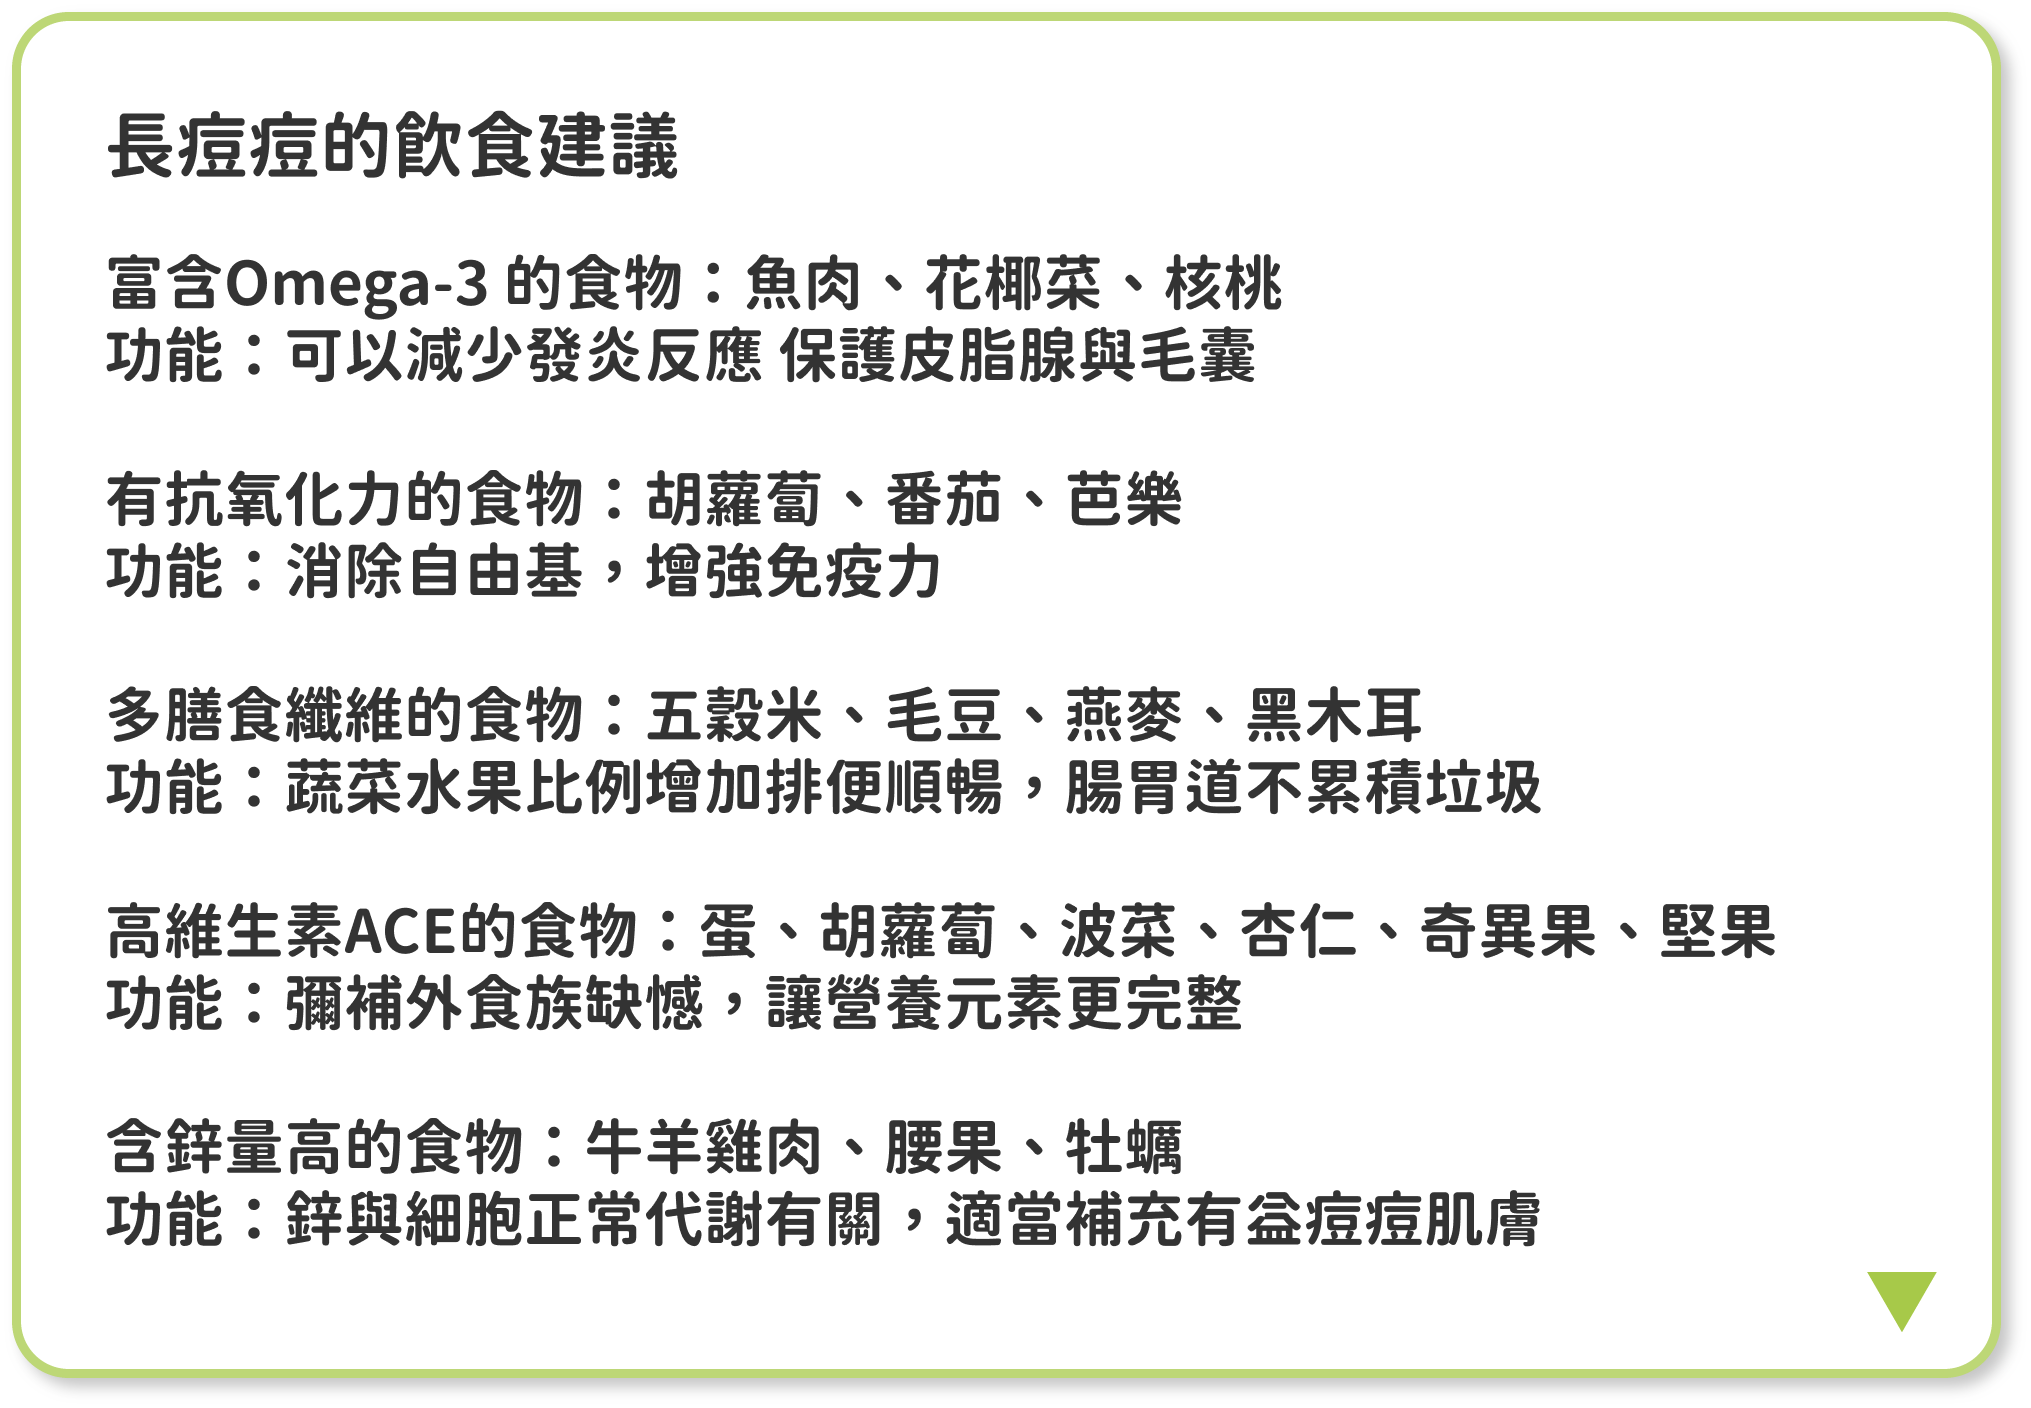 長痘痘的飲食建議
富含Omega-3 的食物：魚肉、花椰菜、核桃
功能：可以減少發炎反應 保護皮脂腺與毛囊
有抗氧化力的食物：胡蘿蔔、番茄、芭樂
功能：消除自由基，增強免疫力
多膳食纖維的食物：五穀米、毛豆、燕麥、黑木耳
功能：蔬菜水果比例增加排便順暢，腸胃道不累積垃圾
高維生素ACE的食物：蛋、胡蘿蔔、波菜、杏仁、奇異果、堅果
功能：彌補外食族缺憾，讓營養元素更完整
含鋅量高的食物：牛羊雞肉、腰果、牡蠣
功能：鋅與細胞正常代謝有關，適當補充有益痘痘肌膚